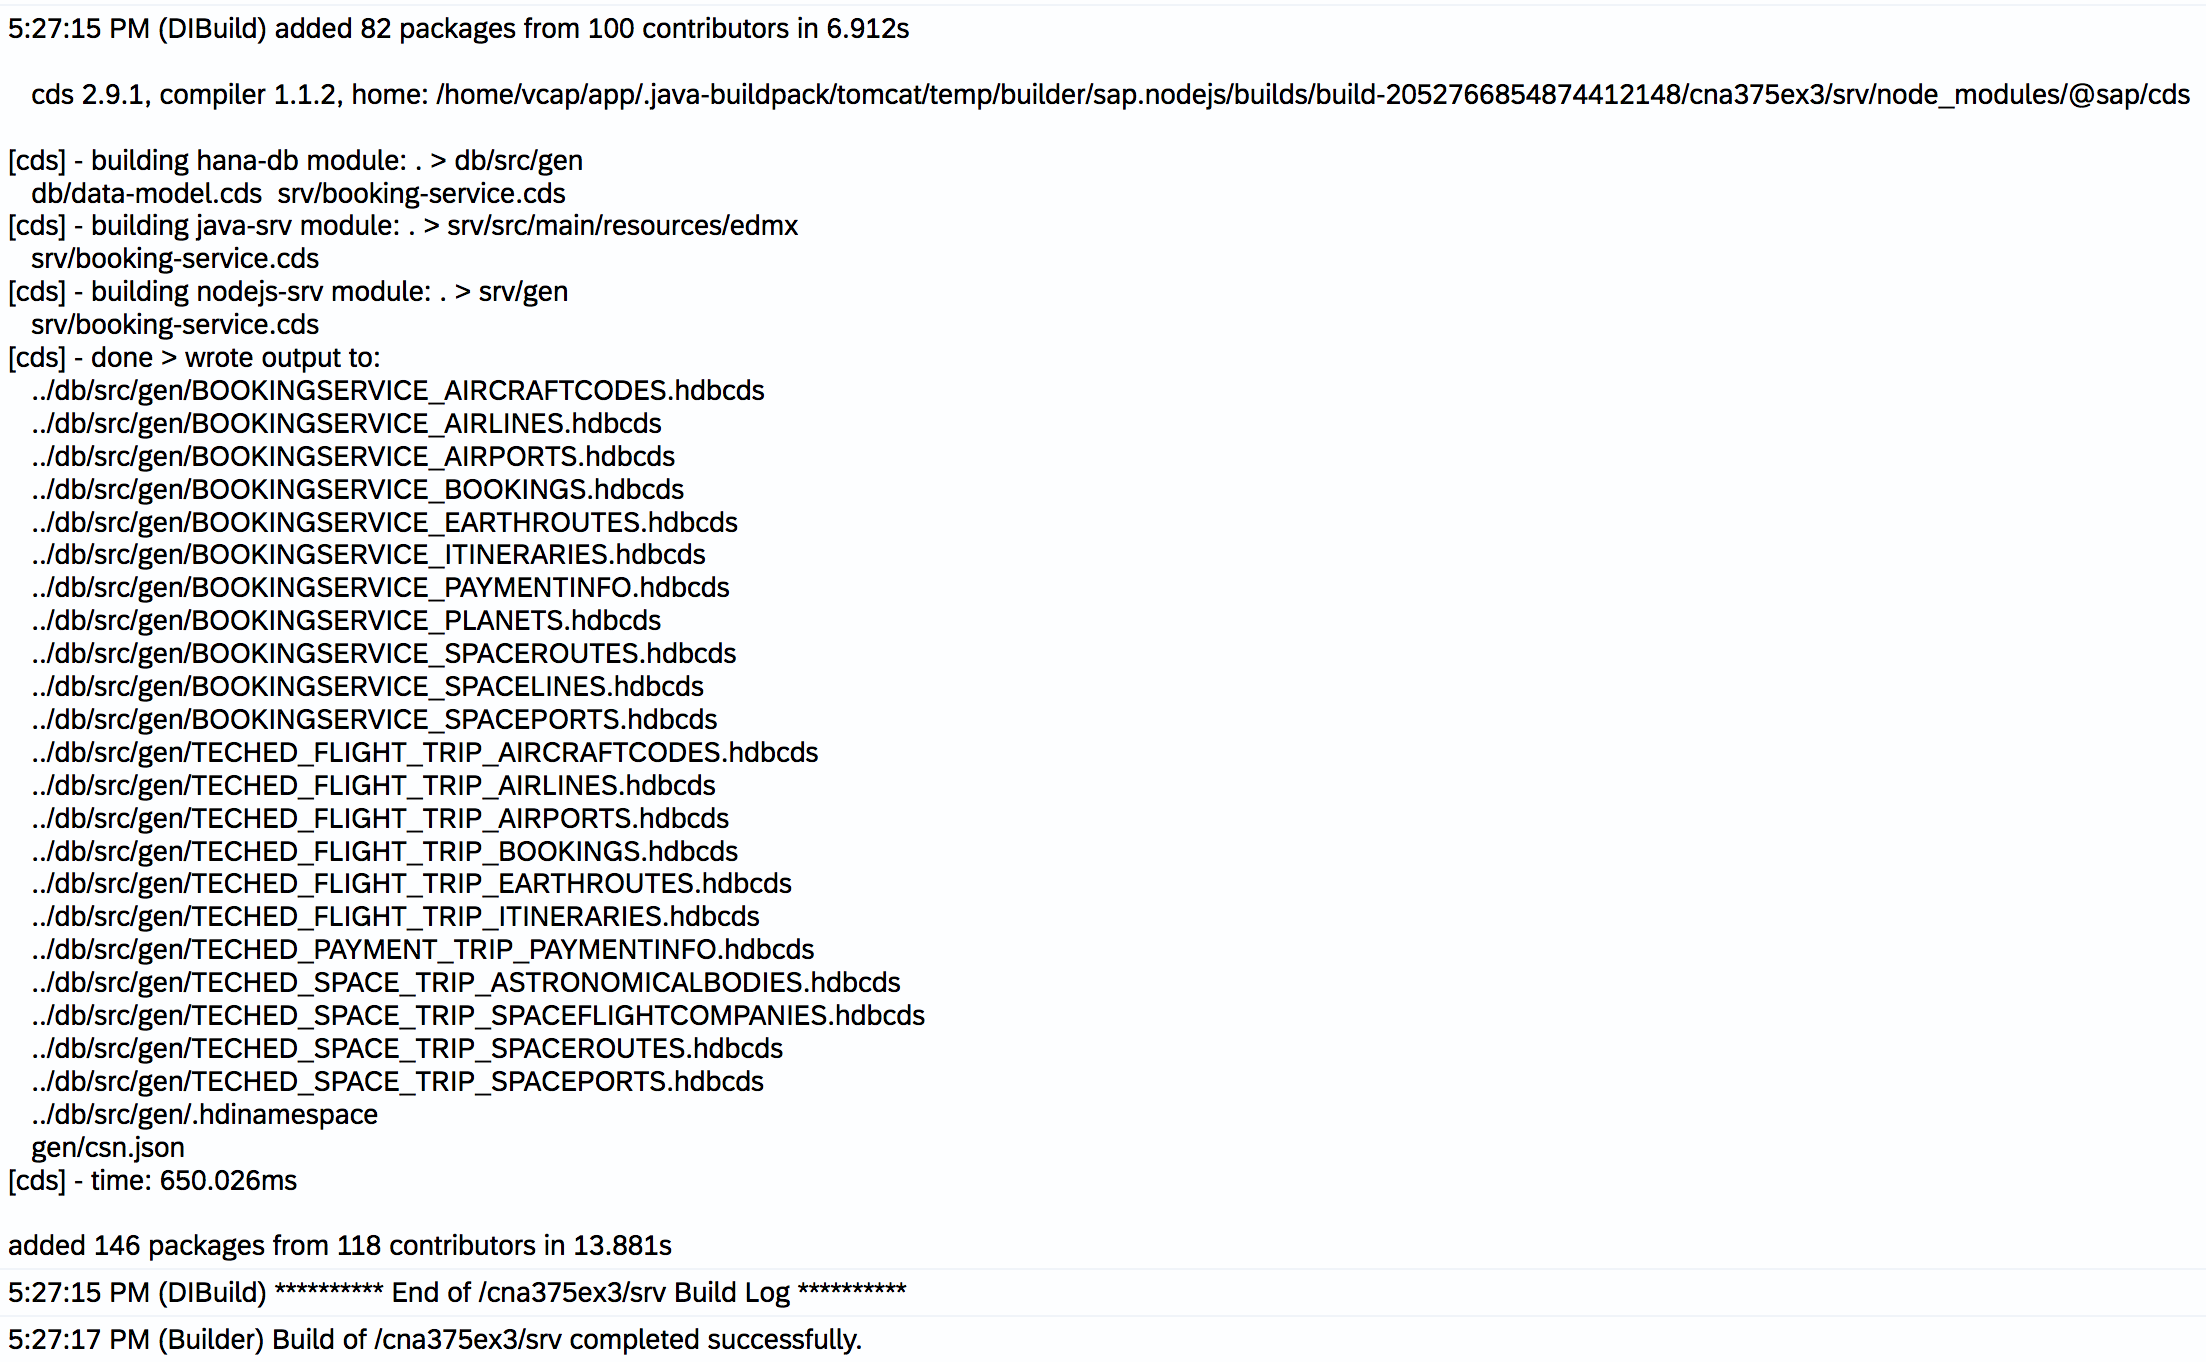 5:27:15 PM (DIBuild) added 82 packages from 100 contributors in 6.912s
cds 2.9.1, compiler 1.1.2, home: /home/vcap/app/.java-buildpack/tomcat/temp/builder/sap.nodejs/builds/build-2052766854874412148/cna375ex3/srv/node_modules/@sap/cds
[cds] - building hana-db module: . > db/src/gen
db/data-model.cds  srv/booking-service.cds
[cds] - building java-srv module: . > srv/src/main/resources/edmx
srv/booking-service.cds
[cds] - building nodejs-srv module: . > srv/gen
srv/booking-service.cds
[cds] - done > wrote output to:
../db/src/gen/BOOKINGSERVICE_AIRCRAFTCODES.hdbcds
../db/src/gen/BOOKINGSERVICE_AIRLINES.hdbcds
../db/src/gen/BOOKINGSERVICE_AIRPORTS.hdbcds
../db/src/gen/BOOKINGSERVICE_BOOKINGS.hdbcds
../db/src/gen/BOOKINGSERVICE_EARTHROUTES.hdbcds
../db/src/gen/BOOKINGSERVICE_ITINERARIES.hdbcds
../db/src/gen/BOOKINGSERVICE_PAYMENTINFO.hdbcds
../db/src/gen/BOOKINGSERVICE_PLANETS.hdbcds
../db/src/gen/BOOKINGSERVICE_SPACEROUTES.hdbcds
../db/src/gen/BOOKINGSERVICE_SPACELINES.hdbcds
../db/src/gen/BOOKINGSERVICE_SPACEPORTS.hdbcds
../db/src/gen/TECHED_FLIGHT_TRIP_AIRCRAFTCODES.hdbcds
../db/src/gen/TECHED_FLIGHT_TRIP_AIRLINES.hdbcds
../db/src/gen/TECHED_FLIGHT_TRIP_AIRPORTS.hdbcds
../db/src/gen/TECHED_FLIGHT_TRIP_BOOKINGS.hdbcds
../db/src/gen/TECHED_FLIGHT_TRIP_EARTHROUTES.hdbcds
../db/src/gen/TECHED_FLIGHT_TRIP_ITINERARIES.hdbcds
../db/src/gen/TECHED_PAYMENT_TRIP_PAYMENTINFO.hdbcds
../db/src/gen/TECHED_SPACE_TRIP_ASTRONOMICALBODIES.hdbcds
../db/src/gen/TECHED_SPACE_TRIP_SPACEFLIGHTCOMPANIES.hdbcds
../db/src/gen/TECHED_SPACE_TRIP_SPACEROUTES.hdbcds
../db/src/gen/TECHED_SPACE_TRIP_SPACEPORTS.hdbcds
../db/src/gen/.hdinamespace
gen/csn.json
[cds] - time: 650.026ms
added 146 packages from 118 contributors in 13.881s
5:27:15 PM (DIBuild) ********** End of /cna375ex3/srv Build Log **********
5:27:17 PM (Builder) Build of /cna375ex3/srv completed successfully.